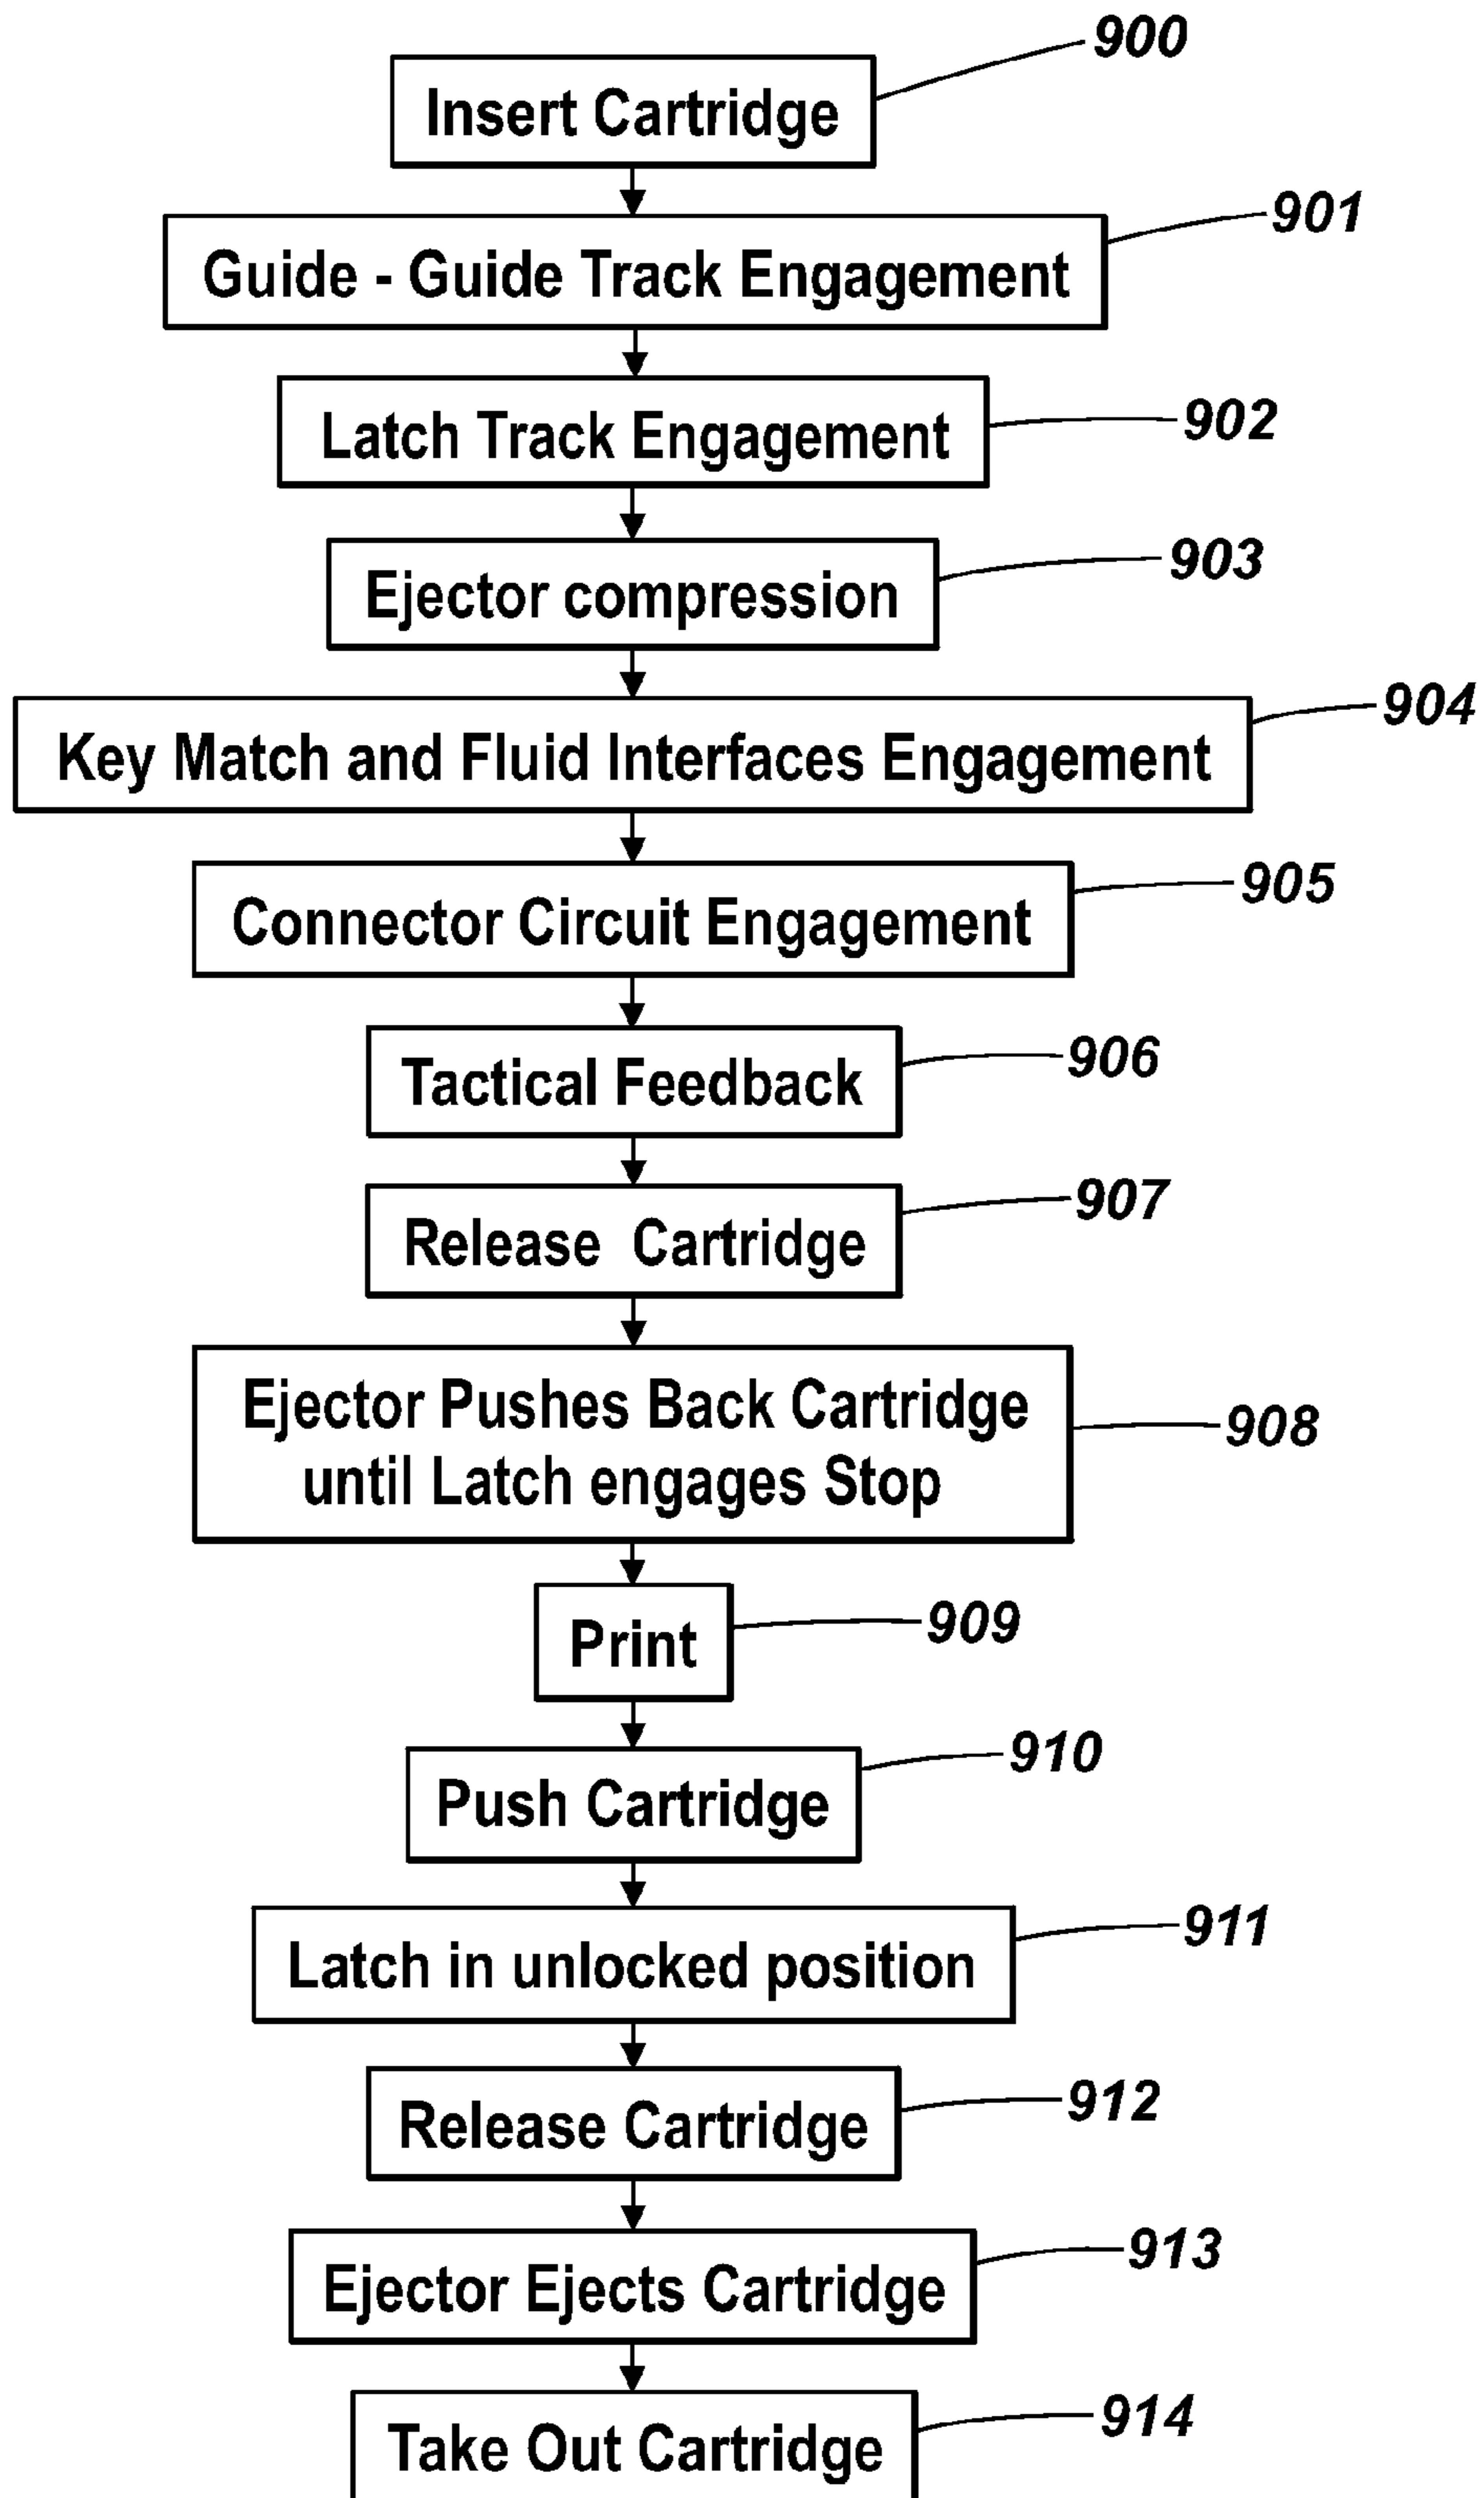 900
Insert Cartridge
901
Guide - Guide Track Engagement
902
Latch Track Engagement
903
Ejector compression
904
Key Match and Fluid Interfaces Engagement
905
Connector Circuit Engagement
906
Tactical Feedback
907
Release Cartridge
908
Ejector Pushes Back Cartridge
until Latch engages Stop
909
Print
910
Push Cartridge
911
Latch in unlocked position
912
Release Cartridge
913
Ejector Ejects Cartridge
914
Take Out Cartridge